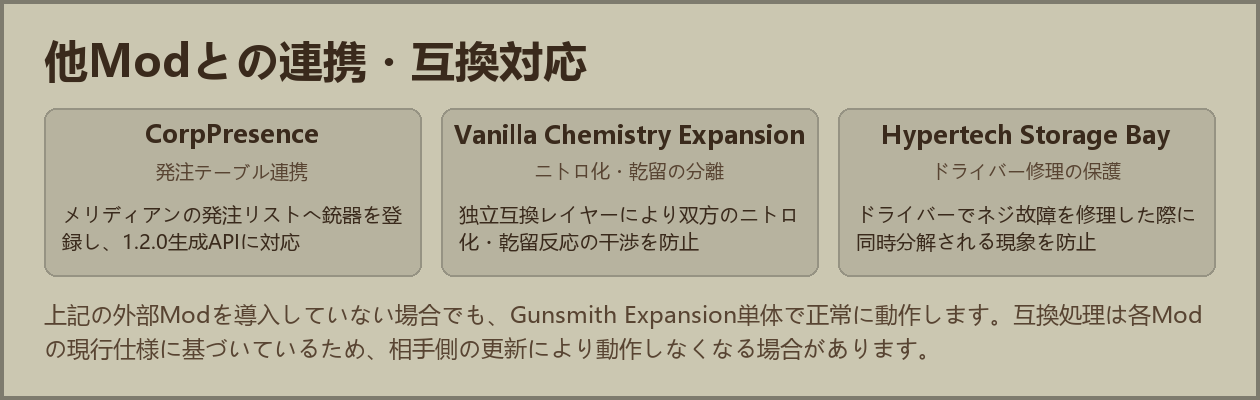 他Modとの連携・互換対応
CorpPresence
発注テーブル連携
メリディアンの発注リストへ銃器を登
録し、1.2.0生成APIに対応
Vanilla Chemistry Expansion
ニトロ化・乾留の分離
独立互換レイヤーにより双方のニトロ
化・乾留反応の干渉を防止
Hypertech Storage Bay
ドライバー修理の保護
ドライバーでネジ故障を修理した際に
同時分解される現象を防止
上記の外部Modを導入していない場合でも、Gunsmith Expansion単体で正常に動作します。互換処理は各Mod
の現行仕様に基づいているため、相手側の更新により動作しなくなる場合があります。